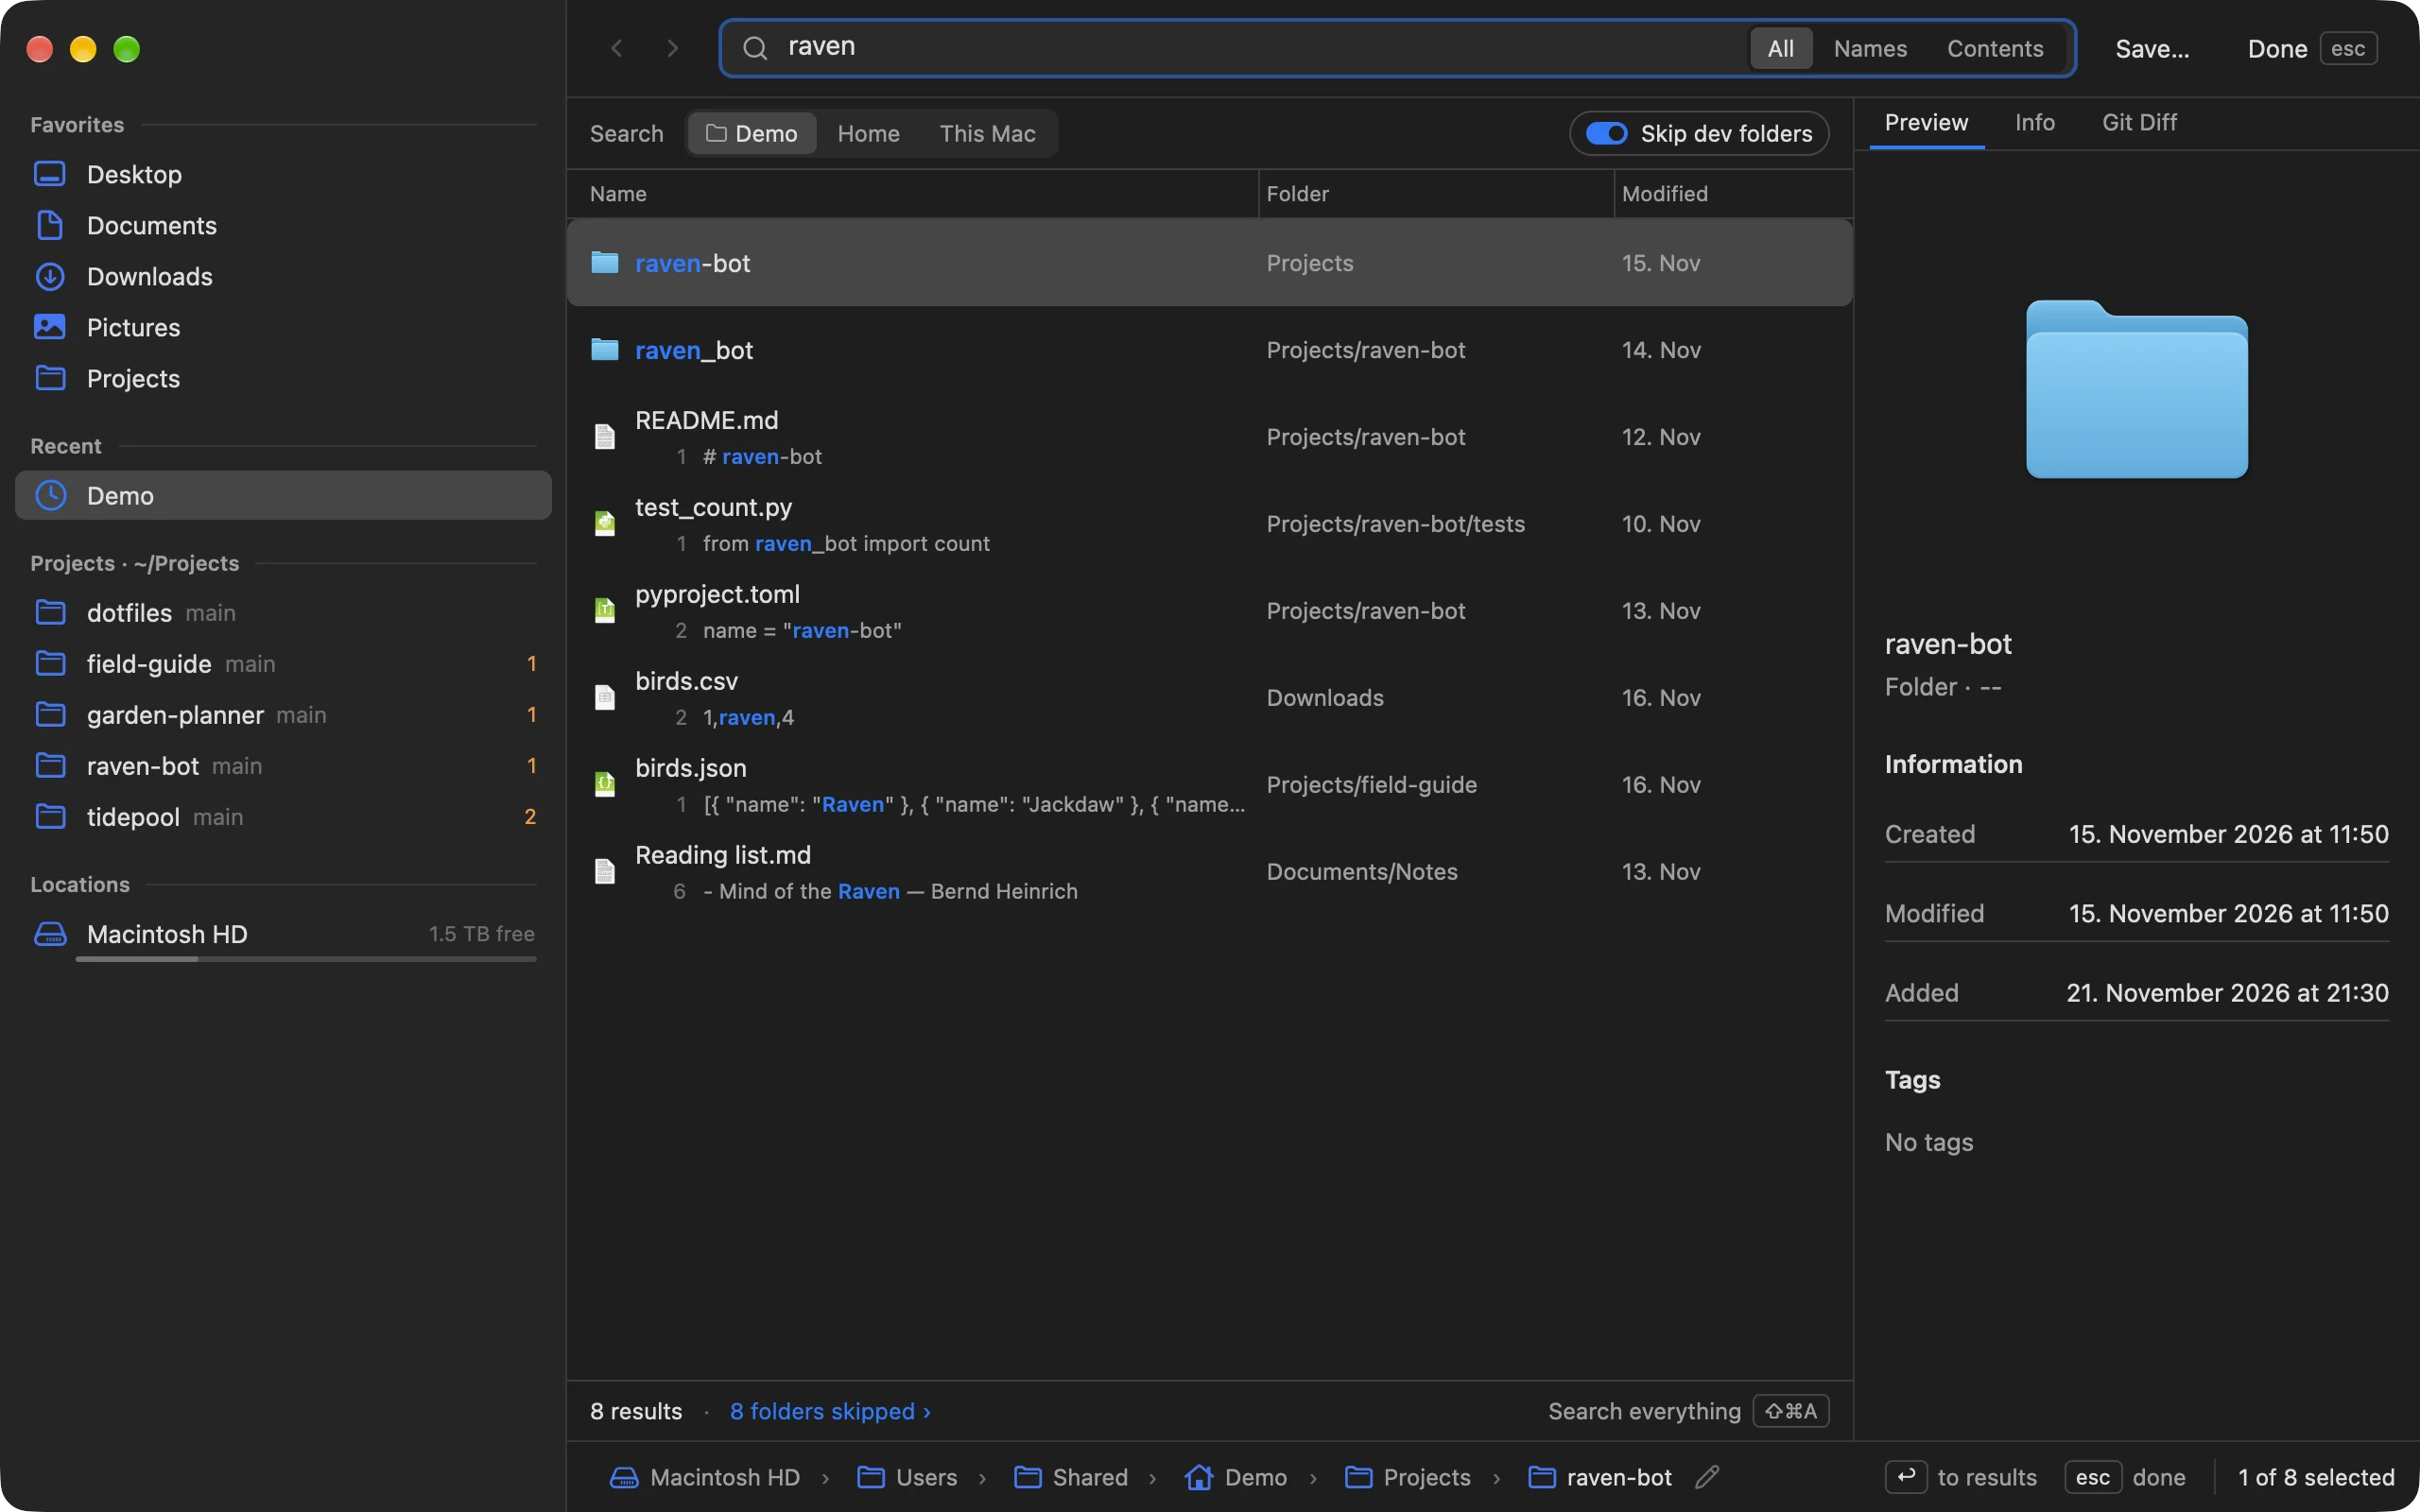 raven
All Names Contents
Save...
Done esc
Favorites
Desktop
Documents
Downloads
Pictures
Projects
Recent
Demo
Projects · ~/Projects
dotfiles main
field-guide main 1
garden-planner main 1
raven-bot main 1
tidepool main 2
Locations
Macintosh HD 1.5 TB free
Search Demo Home This Mac Skip dev folders
Name Folder Modified
raven-bot Projects 15. Nov
raven_bot Projects/raven-bot 14. Nov
README.md Projects/raven-bot 12. Nov
1 # raven-bot
test_count.py Projects/raven-bot/tests 10. Nov
1 from raven_bot import count
pyproject.toml Projects/raven-bot 13. Nov
2 name = "raven-bot"
birds.csv Downloads 16. Nov
2 1,raven,4
birds.json Projects/field-guide 16. Nov
1 [{ "name": "Raven" }, { "name": "Jackdaw" }, { "name...
Reading list.md Documents/Notes 13. Nov
6 - Mind of the Raven — Bernd Heinrich
8 results · 8 folders skipped ›
Search everything ⇧⌘A
Preview Info Git Diff
raven-bot
Folder · --
Information
Created 15. November 2026 at 11:50
Modified 15. November 2026 at 11:50
Added 21. November 2026 at 21:30
Tags
No tags
Macintosh HD › Users › Shared › Demo › Projects › raven-bot
↩ to results esc done 1 of 8 selected